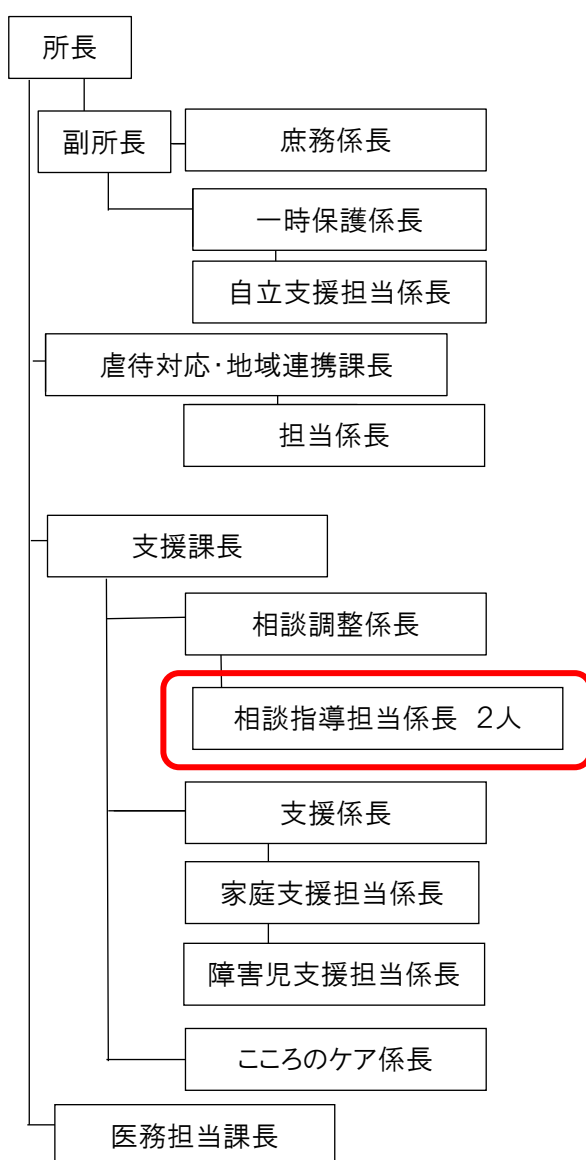 所長
副所長
庶務係長
一時保護係長
自立支援担当係長
虐待対応・地域連携課長
担当係長
支援課長
相談調整係長
相談指導担当係長 2人
支援係長
家庭支援担当係長
障害児支援担当係長
こころのケア係長
医務担当課長